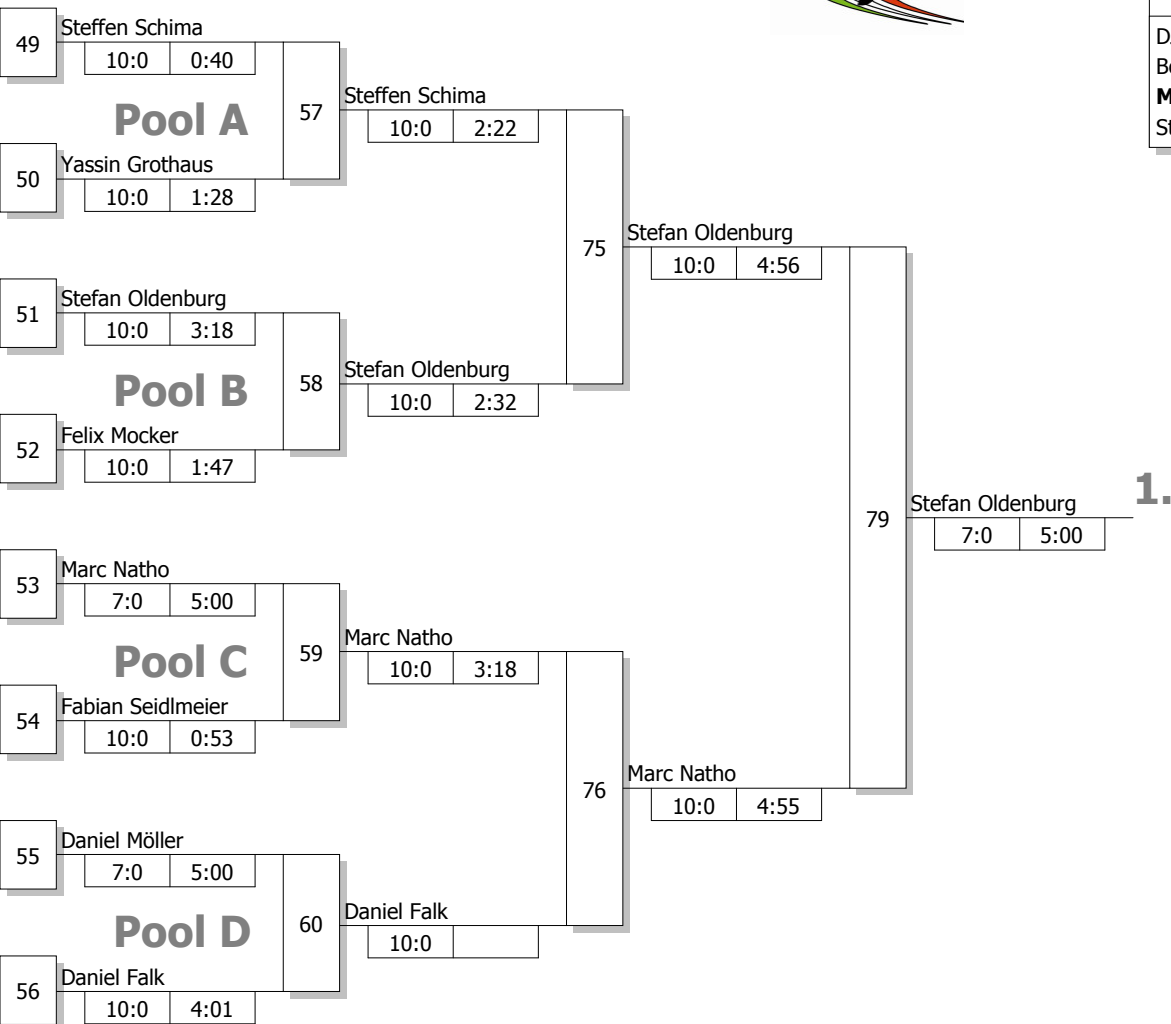 49
Steffen Schima
10:0 0:40
Pool A
57
Steffen Schima
10:0 2:22
50
Yassin Grothaus
10:0 1:28
75
Stefan Oldenburg
10:0 4:56
51
Stefan Oldenburg
10:0 3:18
Pool B
58
Stefan Oldenburg
10:0 2:32
52
Felix Mocker
10:0 1:47
79
Stefan Oldenburg
7:0 5:00
1.
53
Marc Natho
7:0 5:00
Pool C
59
Marc Natho
10:0 3:18
54
Fabian Seidlmeier
10:0 0:53
76
Marc Natho
10:0 4:55
55
Daniel Möller
7:0 5:00
Pool D
60
Daniel Falk
10:0
56
Daniel Falk
10:0 4:01